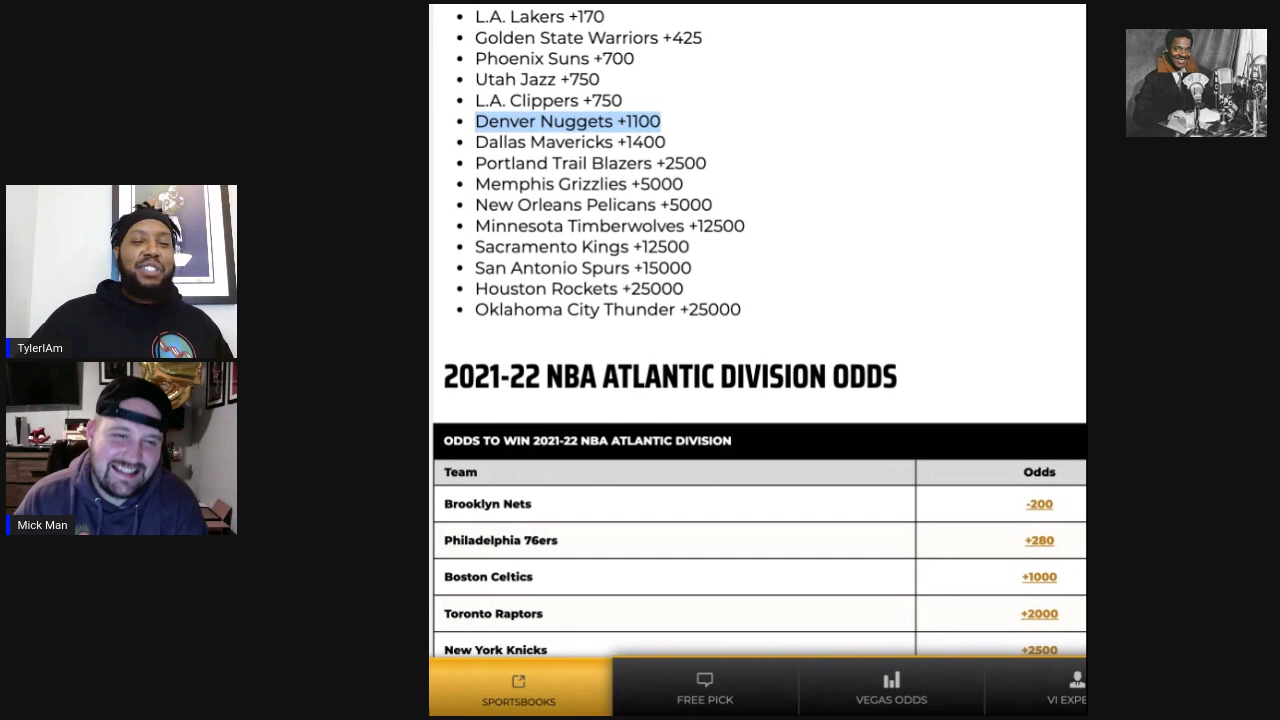 L.A. Lakers +170
Golden State Warriors +425
Phoenix Suns +700
Utah Jazz +750
L.A. Clippers +750
Denver Nuggets +1100
Dallas Mavericks +1400
Portland Trail Blazers +2500
Memphis Grizzlies +5000
New Orleans Pelicans +5000
Minnesota Timberwolves +12500
Sacramento Kings +12500
San Antonio Spurs +15000
Houston Rockets +25000
Oklahoma City Thunder +25000
2021-22 NBA ATLANTIC DIVISION ODDS
ODDS TO WIN 2021-22 NBA ATLANTIC DIVISION
Team Odds
Brooklyn Nets -200
Philadelphia 76ers +280
Boston Celtics +1000
Toronto Raptors +2000
New York Knicks +2500
SPORTSBOOKS FREE PICK VEGAS ODDS VI EXPE
TylerIAm
Mick Man